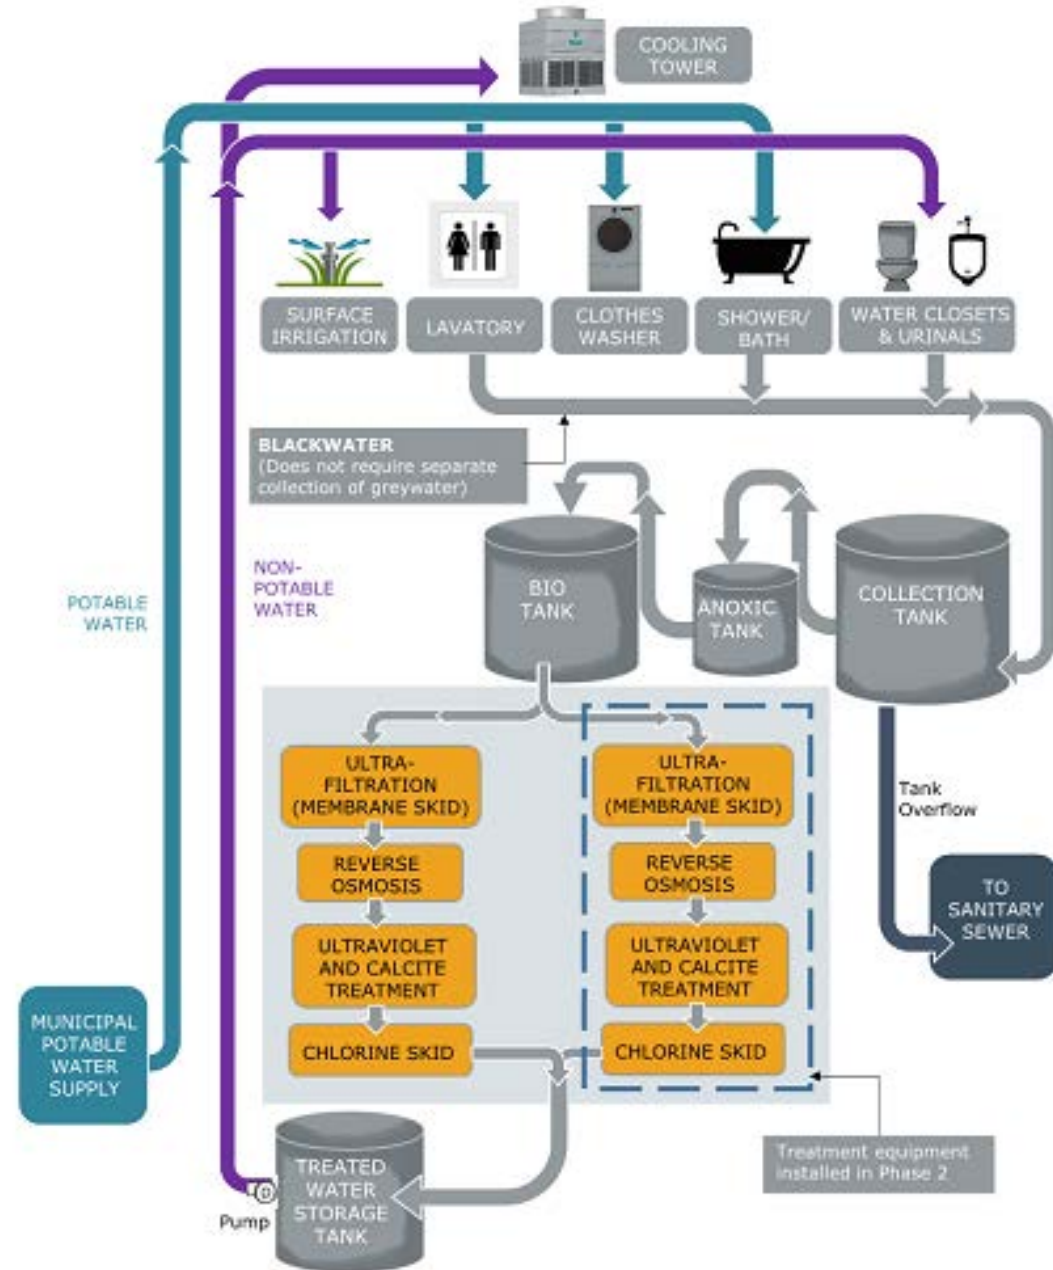 COOLING
TOWER
SURFACE
IRRIGATION
LAVATORY
CLOTHES
WASHER
SHOWER/
BATH
WATER CLOSETS
& URINALS
BLACKWATER
(Does not require separate
collection of greywater)
POTABLE
WATER
NON-
POTABLE
WATER
BIO
TANK
ANOXIC
TANK
COLLECTION
TANK
ULTRA-
FILTRATION
(MEMBRANE SKID)
REVERSE
OSMOSIS
ULTRAVIOLET
AND CALCITE
TREATMENT
CHLORINE SKID
ULTRA-
FILTRATION
(MEMBRANE SKID)
REVERSE
OSMOSIS
ULTRAVIOLET
AND CALCITE
TREATMENT
CHLORINE SKID
Tank
Overflow
TO
SANITARY
SEWER
MUNICIPAL
POTABLE
WATER
SUPPLY
Treatment equipment
installed in Phase 2
TREATED
WATER
STORAGE
TANK
Pump